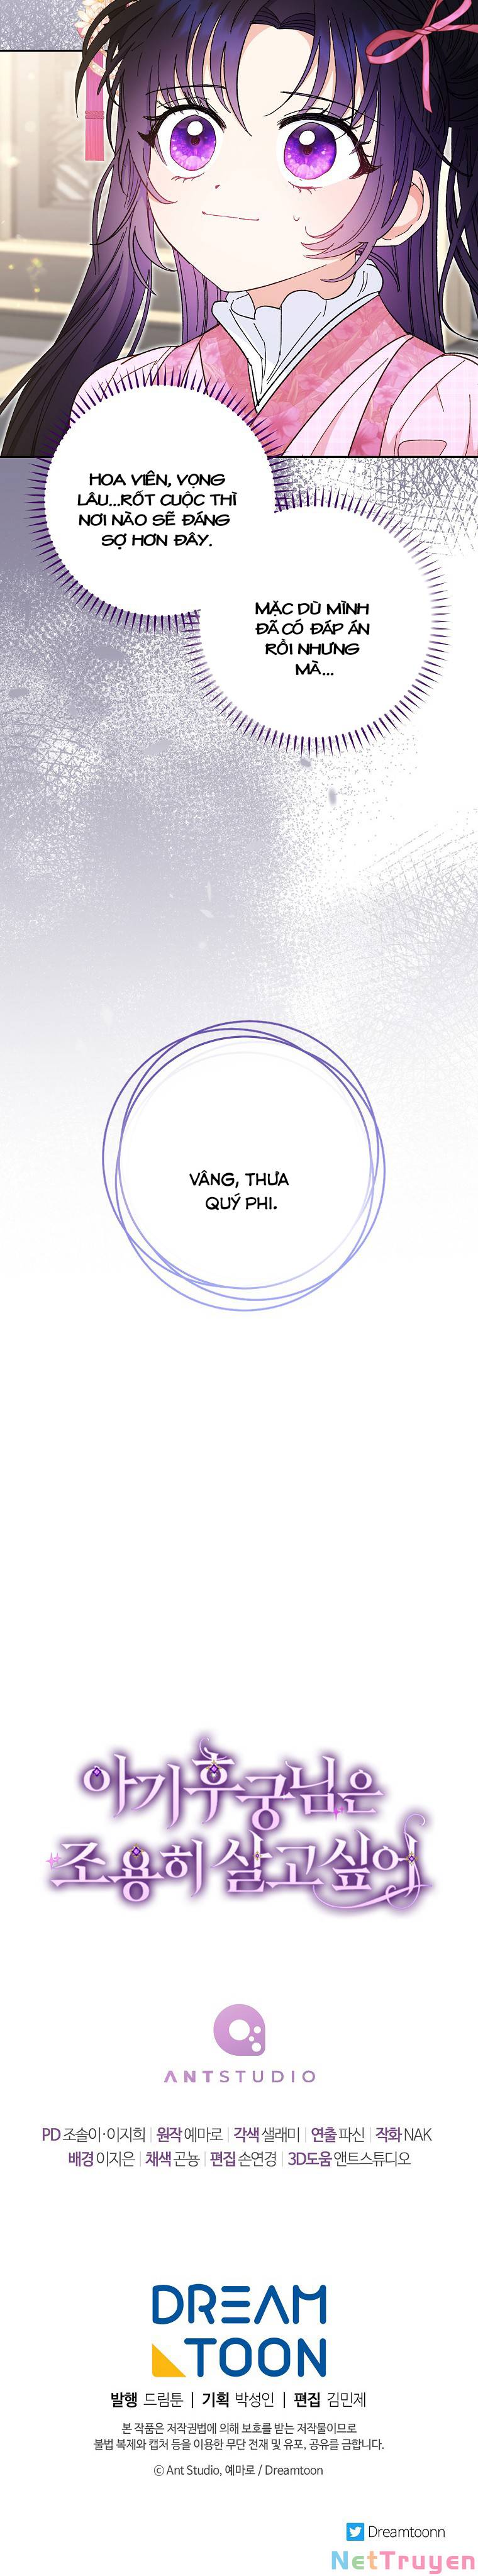 HOA VIÊN, VỌNG
LÂU...RỐT CUỘC THÌ
NƠI NÀO SẼ ĐÁNG
SỢ HƠN ĐÂY.
MẶC DÙ MÌNH
ĐÃ CÓ ĐÁP ÁN
RỒI NHƯNG
MÀ...
VÂNG, THƯA
QUÝ PHI.
아기후궁님은
조용히 살고싶어
ANTSTUDIO
PD 조솔이·이지희 | 원작 예마로 | 각색 샐래미 | 연출 파신 | 작화 NAK
배경 이지은 | 채색 곤뇽 | 편집 손연경 | 3D도움 앤트스튜디오
DREAM
TOON
발행 드림툰 | 기획 박성인 | 편집 김민제
본 작품은 저작권법에 의해 보호를 받는 저작물이므로
불법 복제와 캡처 등을 이용한 무단 전재 및 유포, 공유를 금합니다.
© Ant Studio, 예마로 / Dreamtoon
Dreamtoonn
NetTruyen